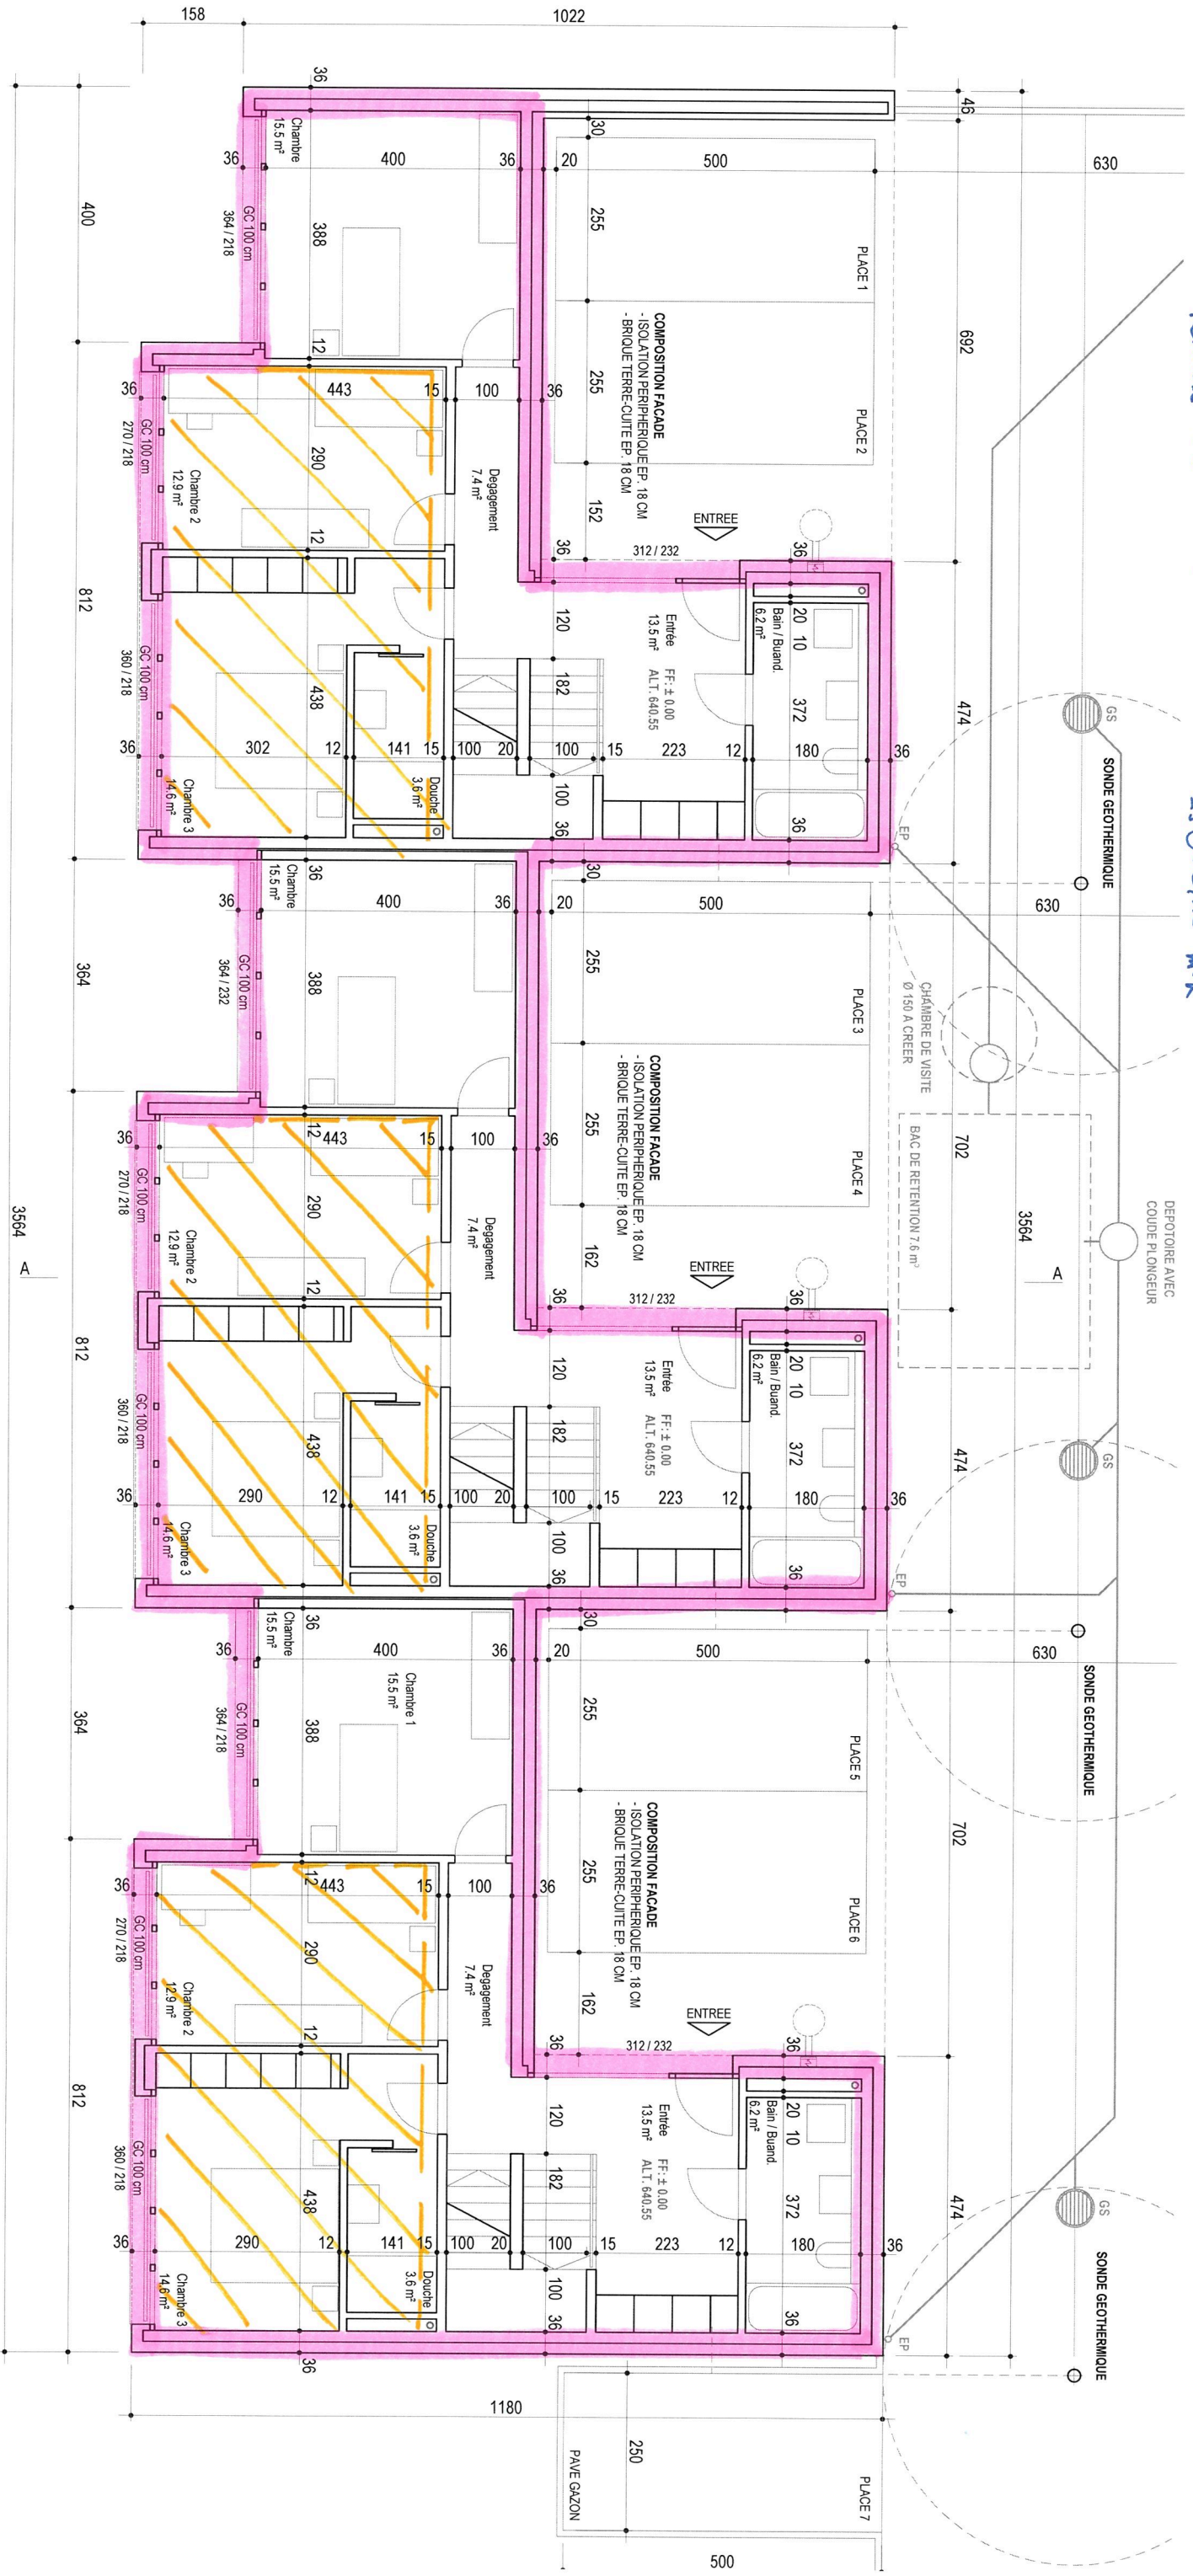 158
1022
36
46
Chambre
15.5 m²
36
400
36
20
30
500
630
400
GC 100 cm
364 / 218
388
255
PLACE 1
692
COMPOSITION FACADE
- ISOLATION PERIPHERIQUE EP. 18 CM
- BRIQUE TERRE-CUITE EP. 18 CM
12
255
PLACE 2
36
443
15
100
36
GC 100 cm
270 / 218
290
Chambre 2
12.9 m²
Degagement
7.4 m²
152
ENTREE
12
36
312 / 232
36
812
120
Entrée
13.5 m²
FF: ± 0.00
ALT. 640.55
Bain / Buand.
6.2 m²
20
10
GC 100 cm
360 / 218
438
182
372
474
GS
SONDE GEOTHERMIQUE
36
302
12
141
15
100
20
100
15
223
12
180
36
Chambre 3
14.6 m²
Douche
3.6 m²
100
36
36
EP
36
30
Chambre
15.5 m²
36
400
36
20
500
630
364
GC 100 cm
364 / 232
388
255
PLACE 3
CHAMBRE DE VISITE
Ø 150 A CREER
3564
COMPOSITION FACADE
- ISOLATION PERIPHERIQUE EP. 18 CM
- BRIQUE TERRE-CUITE EP. 18 CM
12
255
PLACE 4
702
BAC DE RETENTION 7.6 m³
DEPOTOIRE AVEC
COUDE PLONGEUR
36
443
15
100
36
3564
A
GC 100 cm
270 / 218
290
Chambre 2
12.9 m²
Degagement
7.4 m²
162
ENTREE
A
12
36
312 / 232
36
812
120
Entrée
13.5 m²
FF: ± 0.00
ALT. 640.55
Bain / Buand.
6.2 m²
20
10
GC 100 cm
360 / 218
438
182
372
474
GS
36
290
12
141
15
100
20
100
15
223
12
180
36
Chambre 3
14.6 m²
Douche
3.6 m²
100
36
36
EP
36
30
Chambre
15.5 m²
36
400
36
20
500
630
SONDE GEOTHERMIQUE
Chambre 1
15.5 m²
364
GC 100 cm
364 / 218
388
255
PLACE 5
COMPOSITION FACADE
- ISOLATION PERIPHERIQUE EP. 18 CM
- BRIQUE TERRE-CUITE EP. 18 CM
702
12
255
PLACE 6
36
443
15
100
36
GC 100 cm
270 / 218
290
Chambre 2
12.9 m²
Degagement
7.4 m²
162
ENTREE
12
36
312 / 232
36
812
120
Entrée
13.5 m²
FF: ± 0.00
ALT. 640.55
Bain / Buand.
6.2 m²
20
10
GC 100 cm
360 / 218
438
182
372
474
GS
SONDE GEOTHERMIQUE
36
290
12
141
15
100
20
100
15
223
12
180
36
Chambre 3
14.6 m²
Douche
3.6 m²
100
36
36
EP
36
1180
250
PAVE GAZON
PLACE 7
500